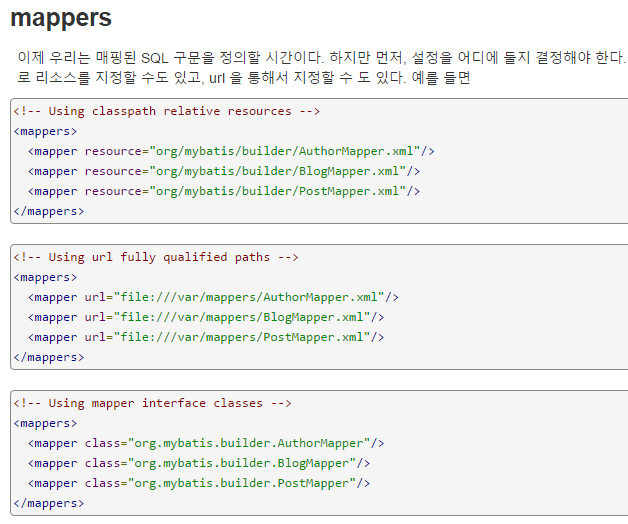 mappers
이제 우리는 매핑된 SQL 구문을 정의할 시간이다. 하지만 먼저, 설정을 어디에 둘지 결정해야 한다.
로 리소스를 지정할 수도 있고, url 을 통해서 지정할 수 도 있다. 예를 들면
<!-- Using classpath relative resources -->
<mappers>
  <mapper resource="org/mybatis/builder/AuthorMapper.xml"/>
  <mapper resource="org/mybatis/builder/BlogMapper.xml"/>
  <mapper resource="org/mybatis/builder/PostMapper.xml"/>
</mappers>
<!-- Using url fully qualified paths -->
<mappers>
  <mapper url="file:///var/mappers/AuthorMapper.xml"/>
  <mapper url="file:///var/mappers/BlogMapper.xml"/>
  <mapper url="file:///var/mappers/PostMapper.xml"/>
</mappers>
<!-- Using mapper interface classes -->
<mappers>
  <mapper class="org.mybatis.builder.AuthorMapper"/>
  <mapper class="org.mybatis.builder.BlogMapper"/>
  <mapper class="org.mybatis.builder.PostMapper"/>
</mappers>